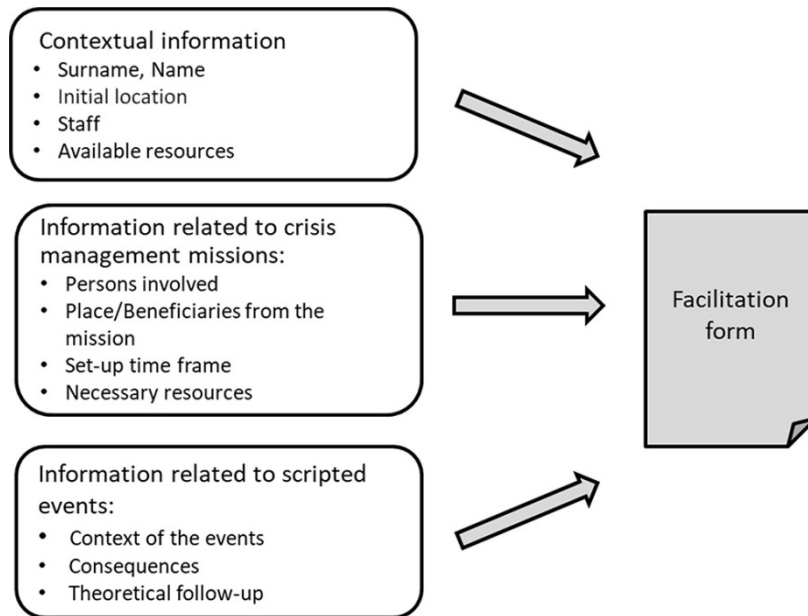 Contextual information
• Surname, Name
• Initial location
• Staff
• Available resources
Information related to crisis
management missions:
• Persons involved
• Place/Beneficiaries from the
mission
• Set-up time frame
• Necessary resources
Information related to scripted
events:
• Context of the events
• Consequences
• Theoretical follow-up
Facilitation
form